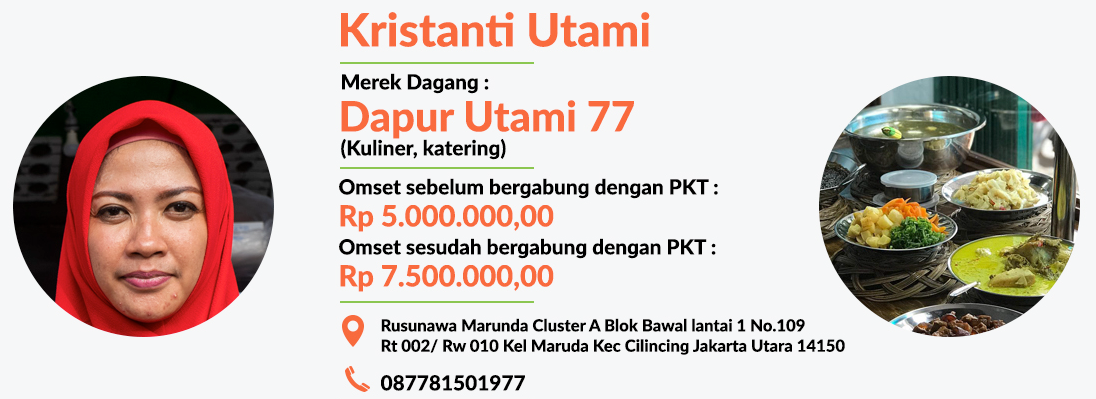 Kristanti Utami
Merek Dagang :
Dapur Utami 77
(Kuliner, katering)
Omset sebelum bergabung dengan PKT :
Rp 5.000.000,00
Omset sesudah bergabung dengan PKT :
Rp 7.500.000,00
Rusunawa Marunda Cluster A Blok Bawal lantai 1 No.109
Rt 002/ Rw 010 Kel Maruda Kec Cilincing Jakarta Utara 14150
087781501977